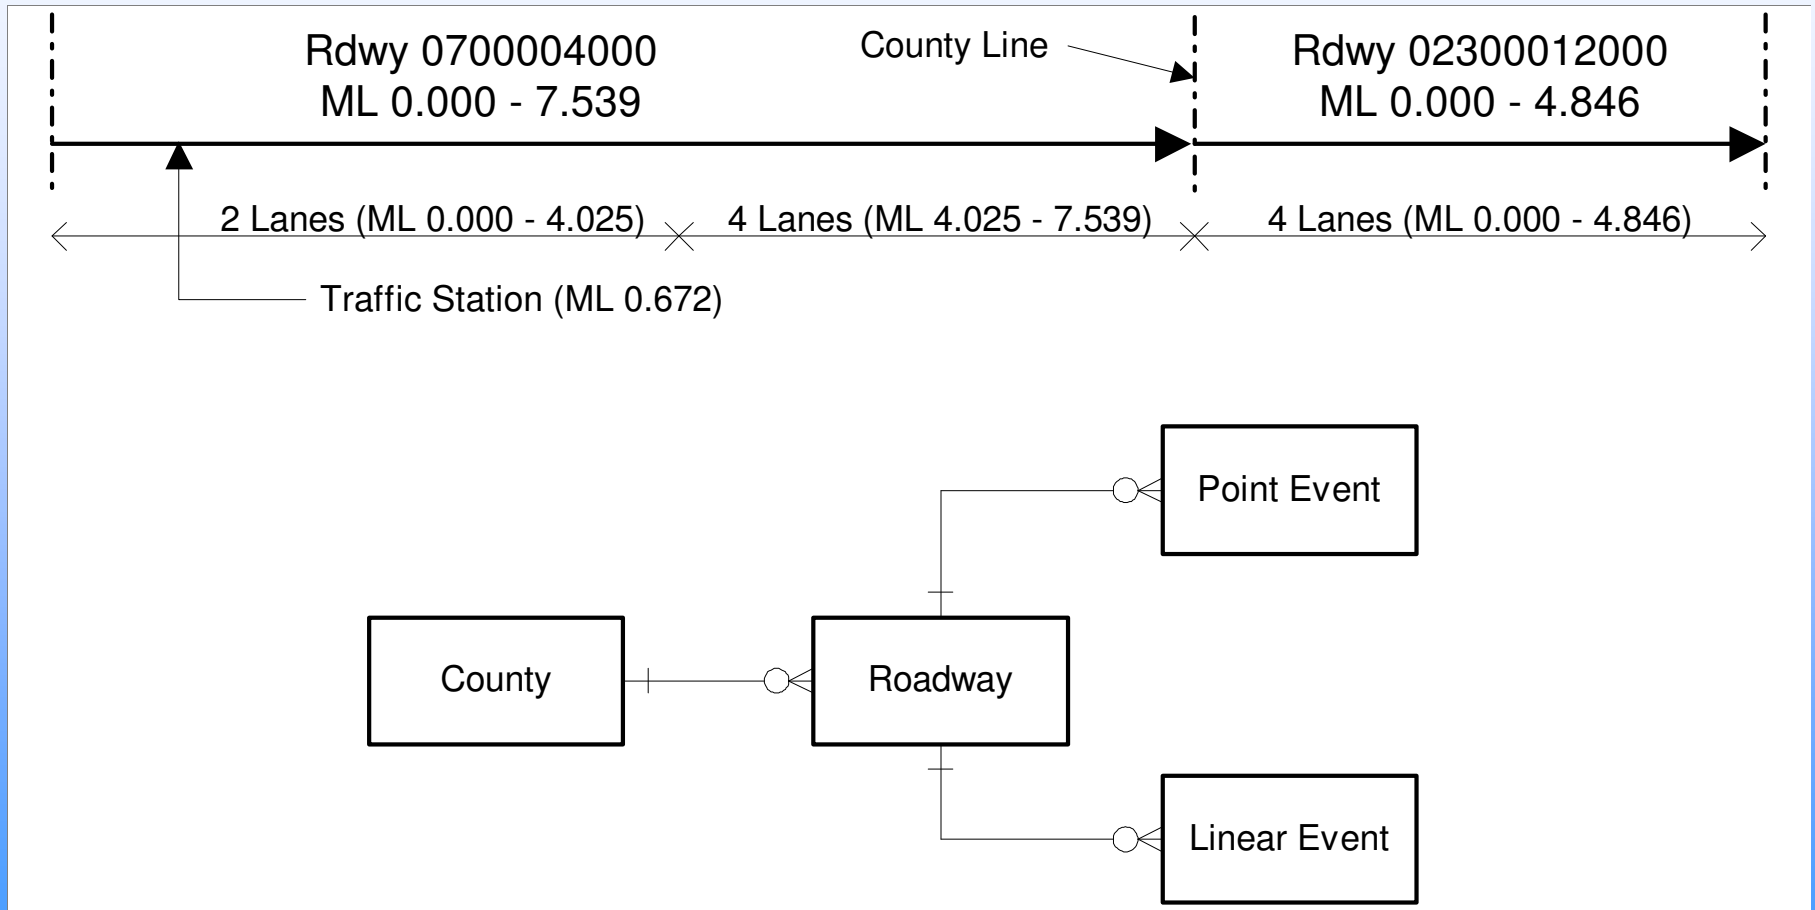 Rdwy 0700004000
ML 0.000 - 7.539
County Line
Rdwy 02300012000
ML 0.000 - 4.846
2 Lanes (ML 0.000 - 4.025)
4 Lanes (ML 4.025 - 7.539)
4 Lanes (ML 0.000 - 4.846)
Traffic Station (ML 0.672)
Point Event
County
Roadway
Linear Event